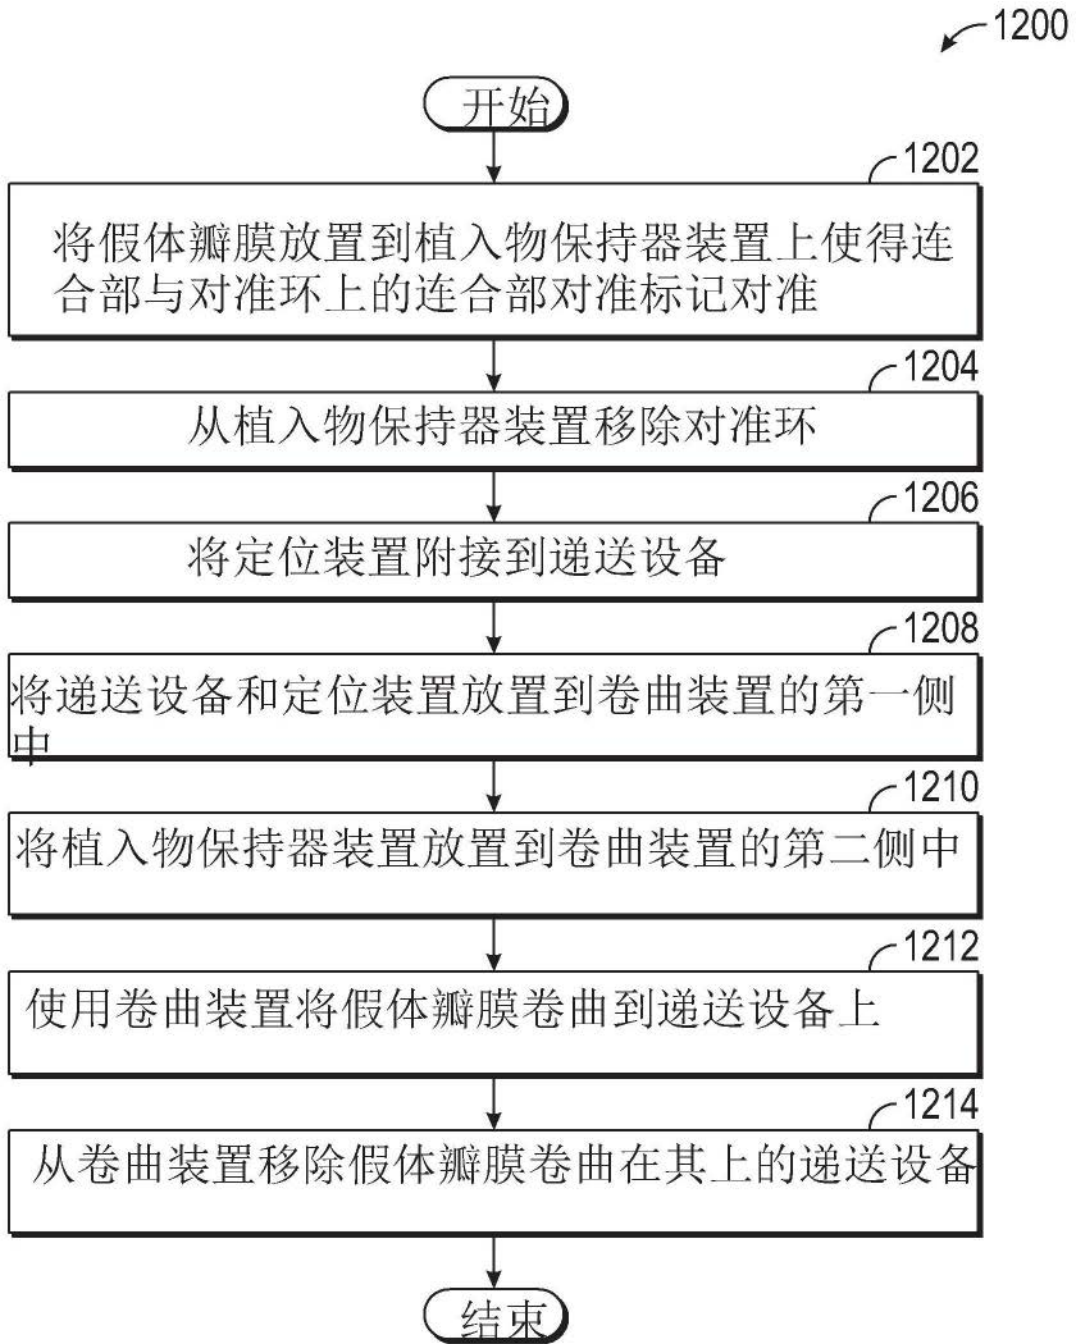 1200
开始
1202
将假体瓣膜放置到植入物保持器装置上使得连
合部与对准环上的连合部对准标记对准
1204
从植入物保持器装置移除对准环
1206
将定位装置附接到递送设备
1208
将递送设备和定位装置放置到卷曲装置的第一侧
中
1210
将植入物保持器装置放置到卷曲装置的第二侧中
1212
使用卷曲装置将假体瓣膜卷曲到递送设备上
1214
从卷曲装置移除假体瓣膜卷曲在其上的递送设备
结束